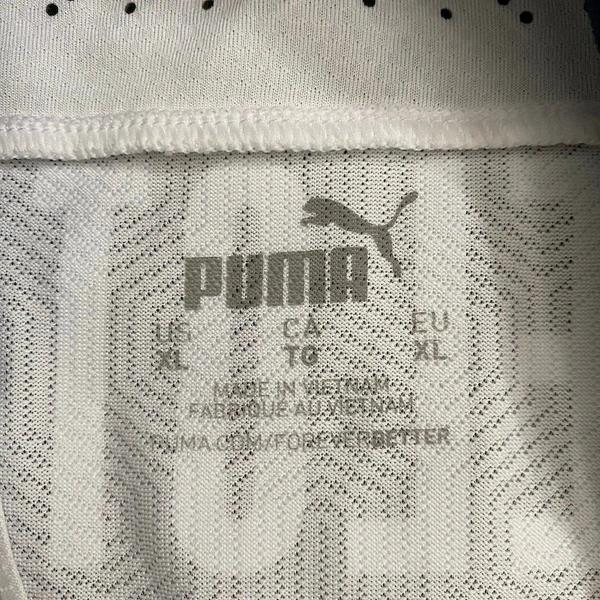 PUMA
US CA EU
XL TG XL
MADE IN VIETNAM
FABRIQUÉ AU VIETNAM
PUMA.COM/FOREVERBETTER